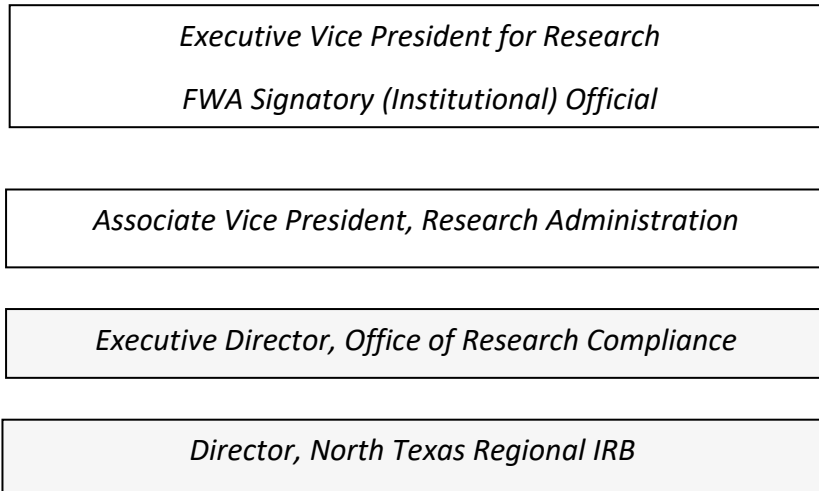 Executive Vice President for Research
FWA Signatory (Institutional) Official
Associate Vice President, Research Administration
Executive Director, Office of Research Compliance
Director, North Texas Regional IRB